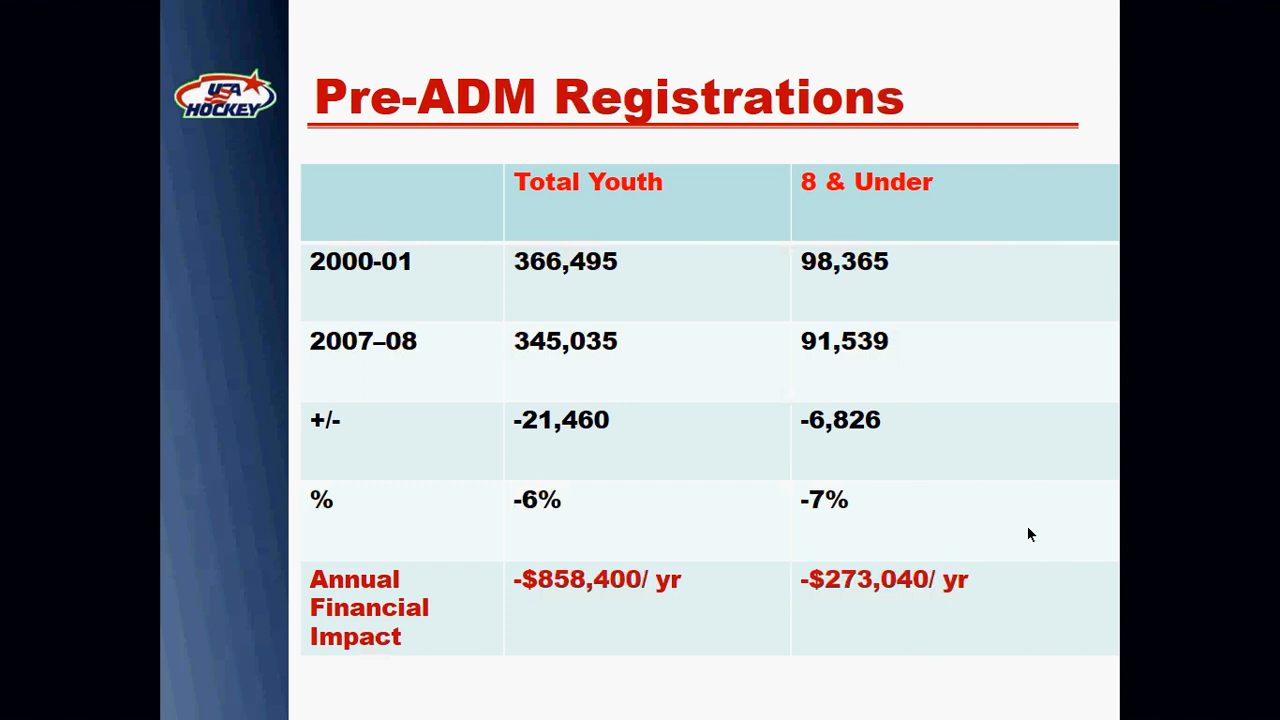 USA
HOCKEY
Pre-ADM Registrations
Total Youth 8 & Under
2000-01 366,495 98,365
2007–08 345,035 91,539
+/- -21,460 -6,826
% -6% -7%
Annual -$858,400/ yr -$273,040/ yr
Financial
Impact